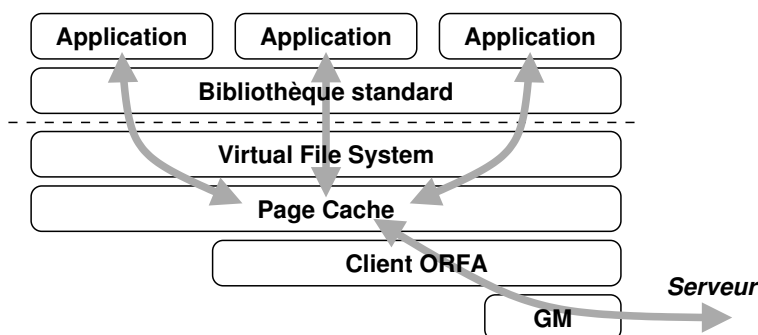 Application Application Application
Bibliothèque standard
Virtual File System
Page Cache
Client ORFA
Serveur
GM